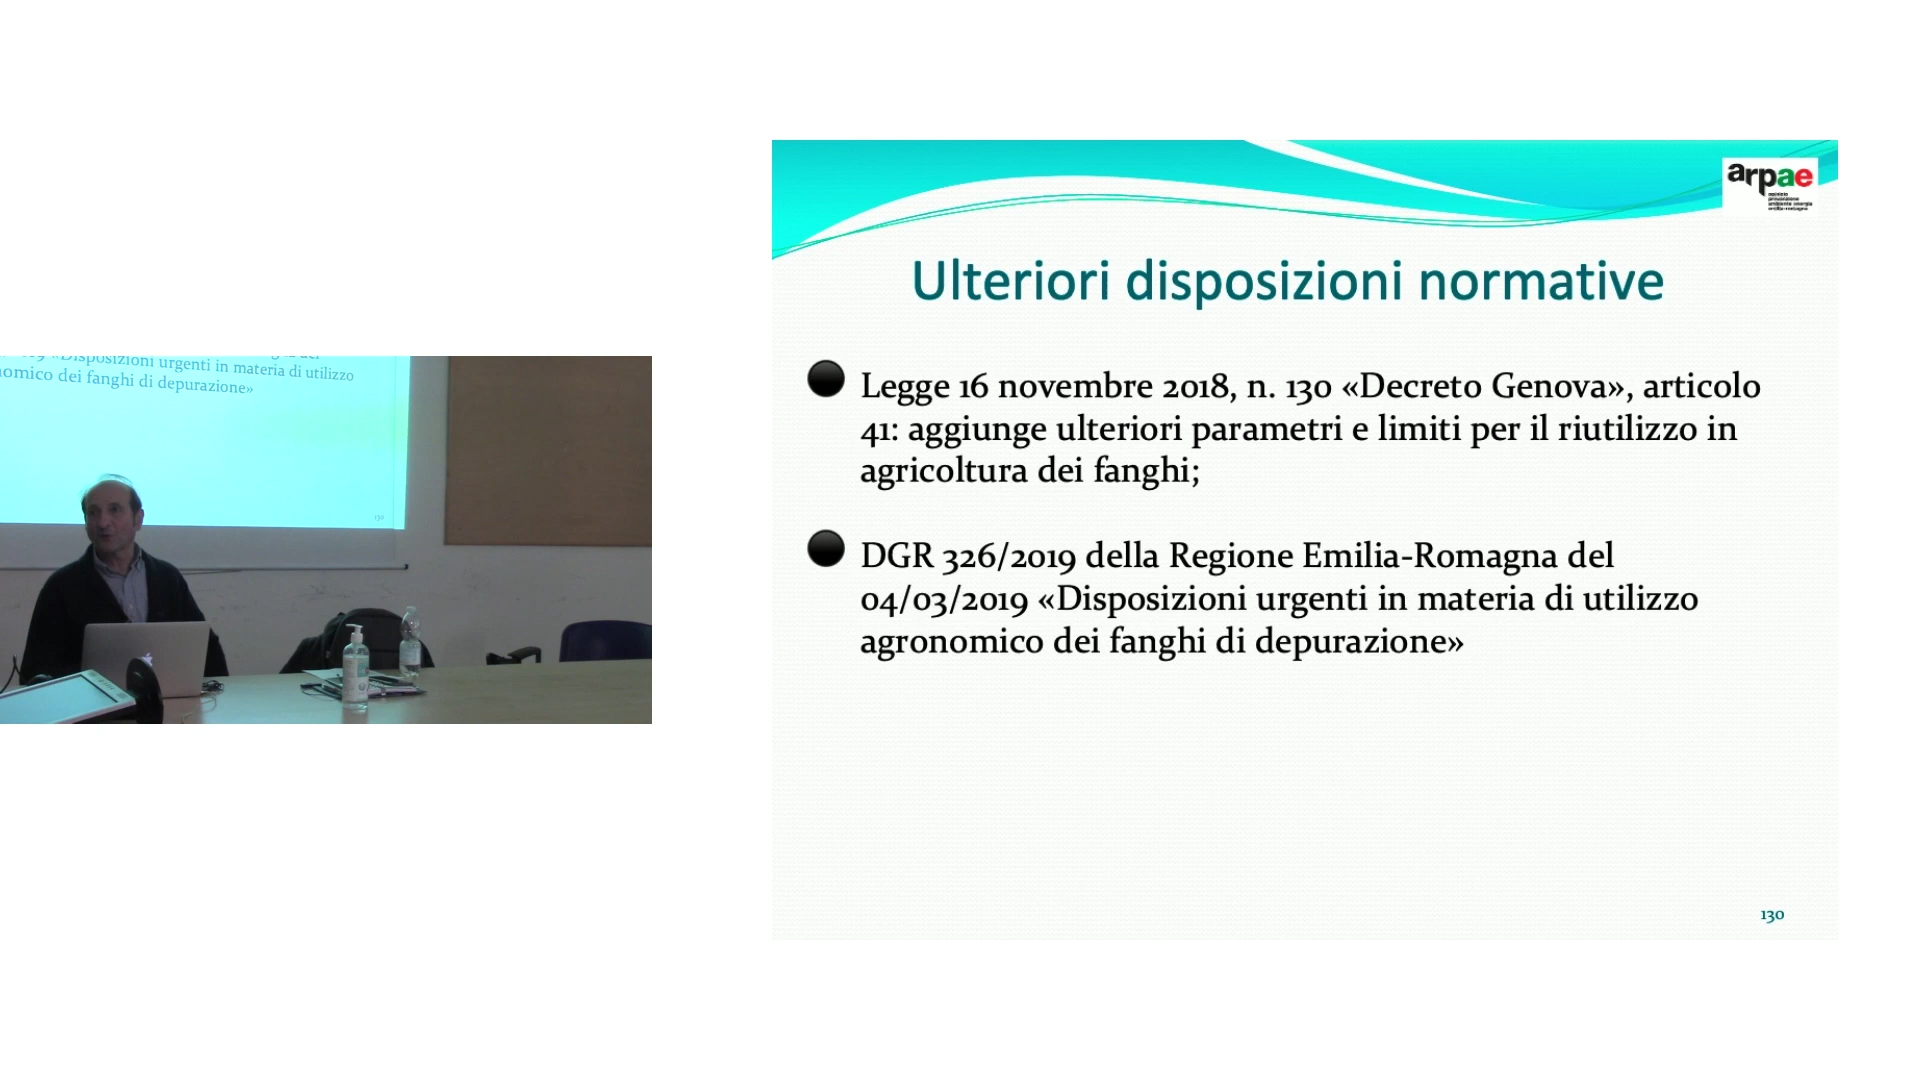 arpae
Ulteriori disposizioni normative
Legge 16 novembre 2018, n. 130 «Decreto Genova», articolo
41: aggiunge ulteriori parametri e limiti per il riutilizzo in
agricoltura dei fanghi;
DGR 326/2019 della Regione Emilia-Romagna del
04/03/2019 «Disposizioni urgenti in materia di utilizzo
agronomico dei fanghi di depurazione»
130
«Disposizioni urgenti in materia di utilizzo
dei fanghi di depurazione»
130